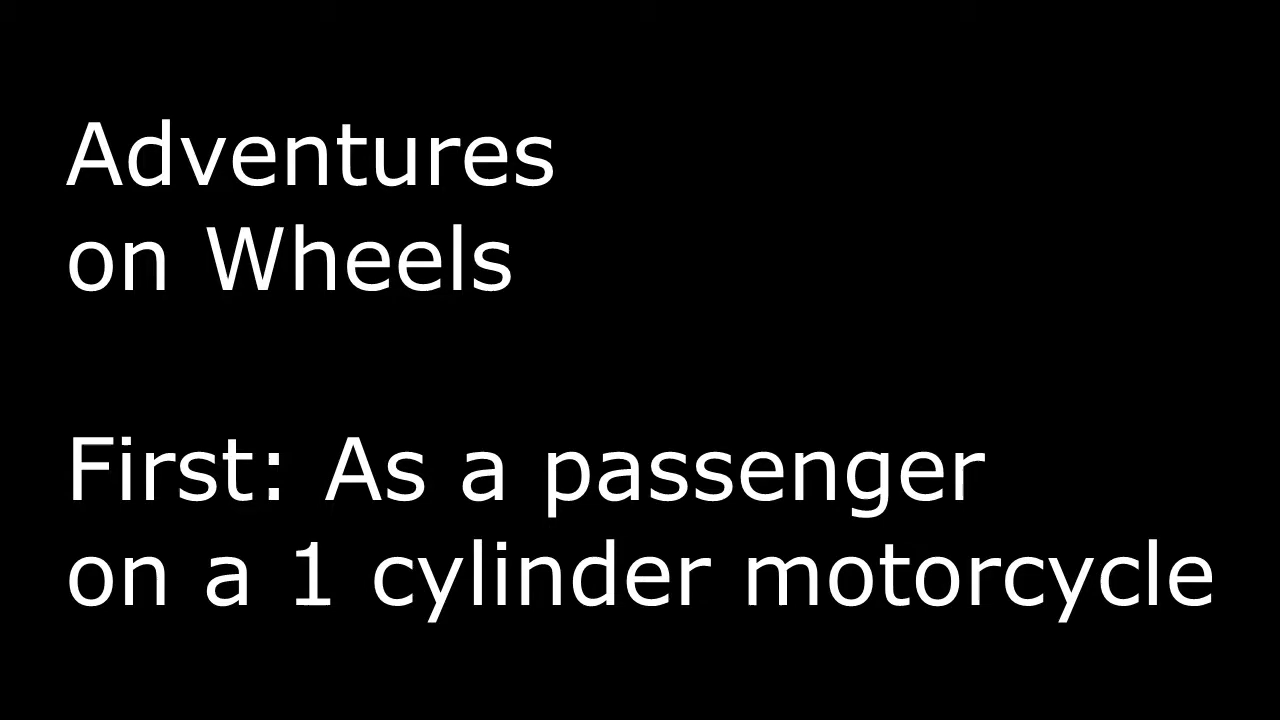 Adventures
on Wheels
First: As a passenger
on a 1 cylinder motorcycle